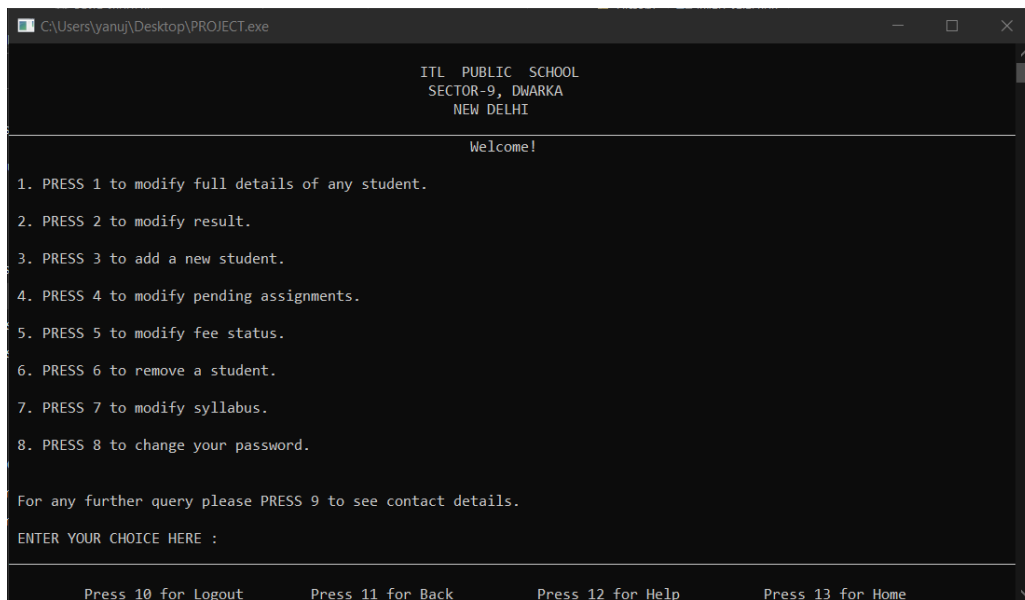 C:\Users\yanuj\Desktop\PROJECT.exe
ITL PUBLIC SCHOOL
SECTOR-9, DWARKA
NEW DELHI
Welcome!
1. PRESS 1 to modify full details of any student.
2. PRESS 2 to modify result.
3. PRESS 3 to add a new student.
4. PRESS 4 to modify pending assignments.
5. PRESS 5 to modify fee status.
6. PRESS 6 to remove a student.
7. PRESS 7 to modify syllabus.
8. PRESS 8 to change your password.
For any further query please PRESS 9 to see contact details.
ENTER YOUR CHOICE HERE :
Press 10 for Logout Press 11 for Back Press 12 for Help Press 13 for Home